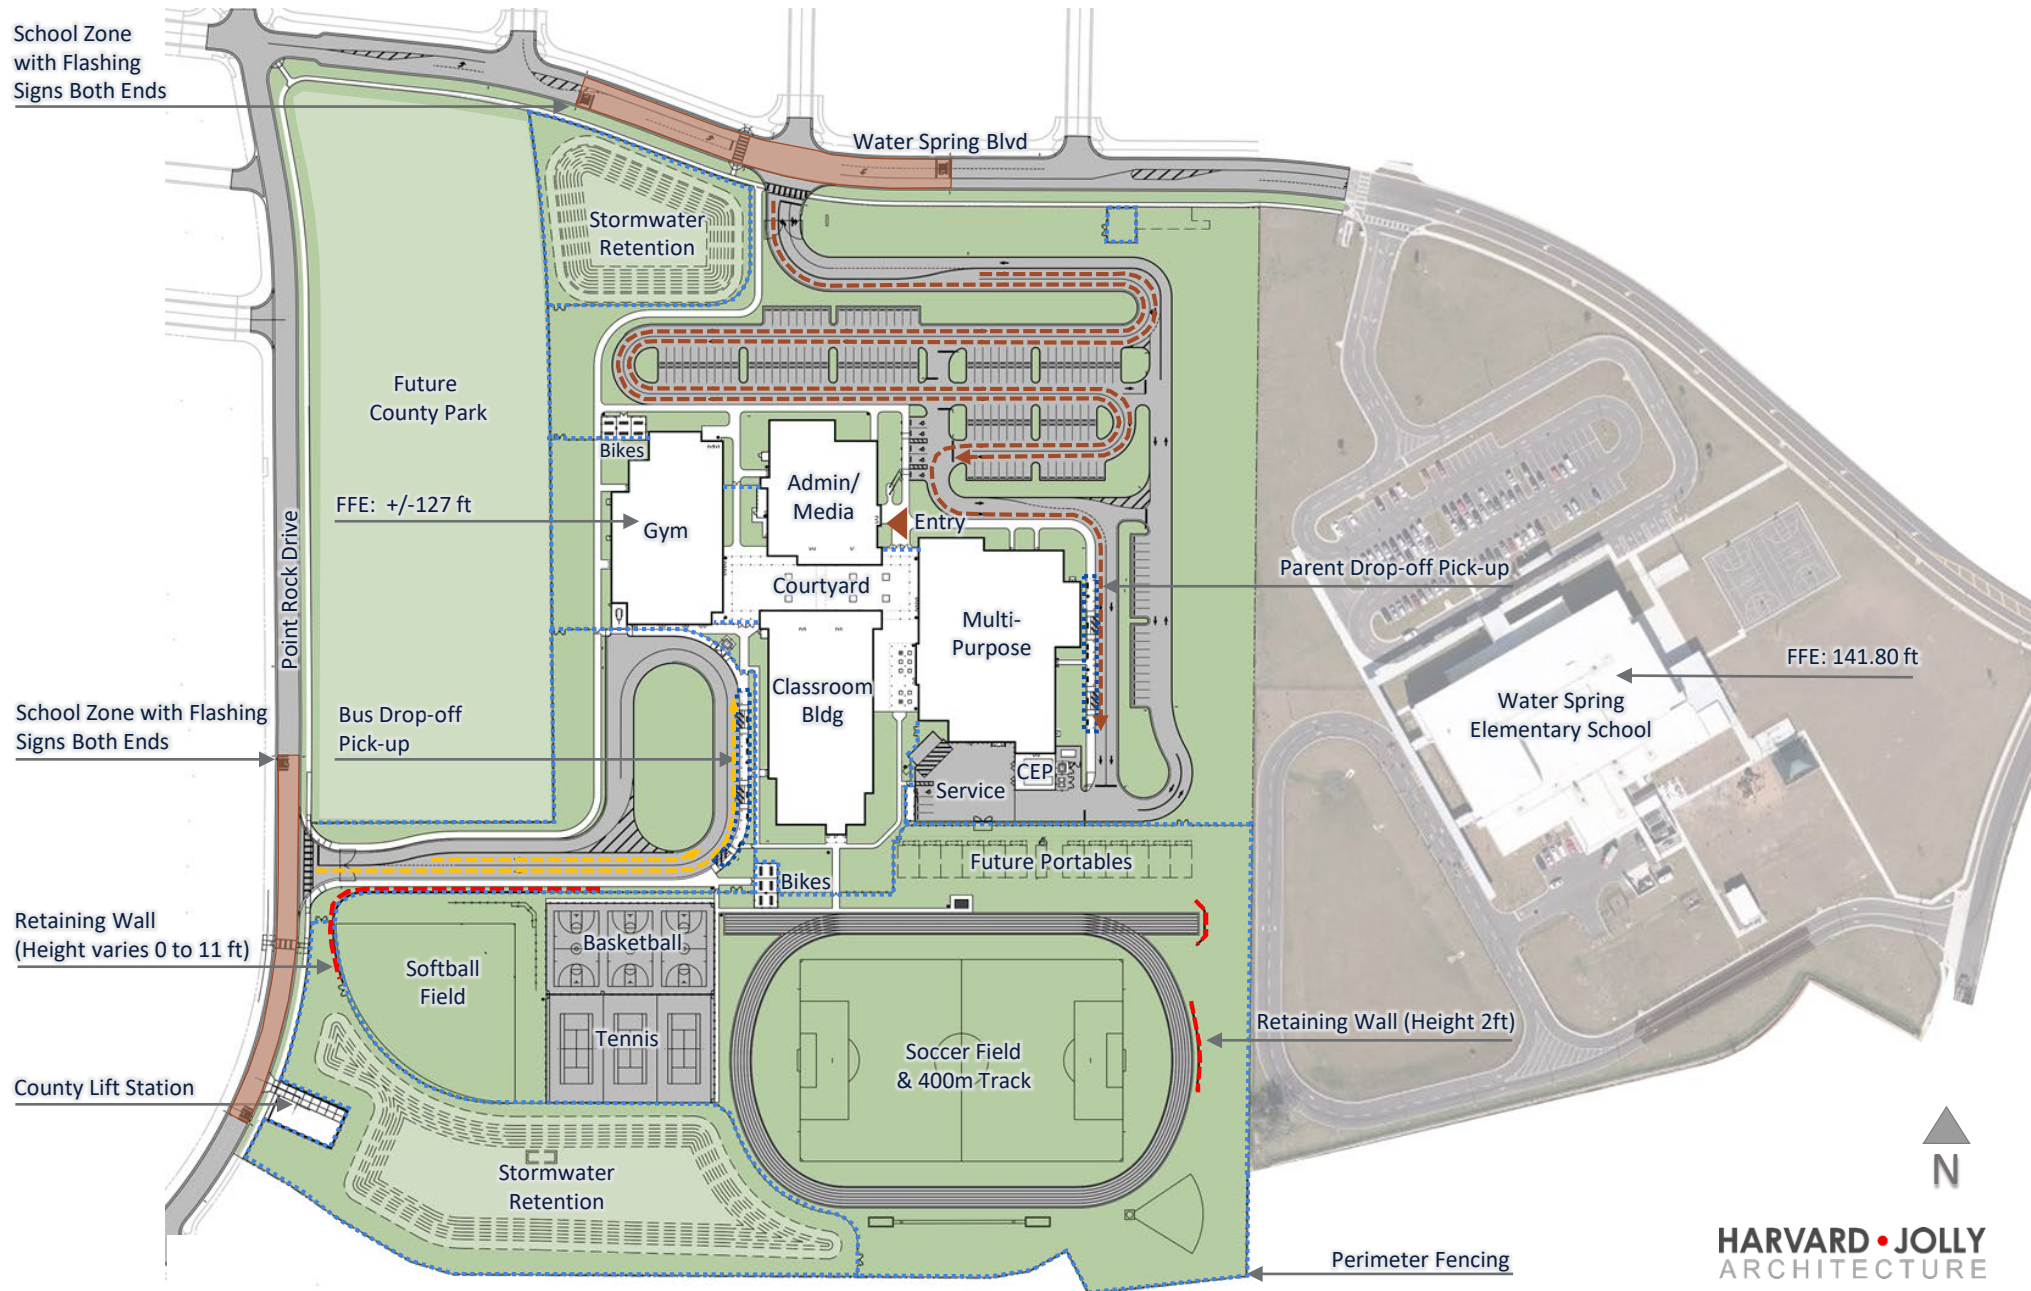 School Zone
with Flashing
Signs Both Ends
Water Spring Blvd
Stormwater
Retention
Future
County Park
Bikes
FFE: +/-127 ft
Gym
Admin/
Media
Entry
Courtyard
Parent Drop-off Pick-up
Point Rock Drive
Multi-
Purpose
FFE: 141.80 ft
Classroom
Bldg
Water Spring
Elementary School
School Zone with Flashing
Signs Both Ends
Bus Drop-off
Pick-up
CEP
Service
Future Portables
Bikes
Retaining Wall
(Height varies 0 to 11 ft)
Basketball
Softball
Field
Tennis
Retaining Wall (Height 2ft)
Soccer Field
& 400m Track
County Lift Station
Stormwater
Retention
N
Perimeter Fencing
HARVARD • JOLLY
ARCHITECTURE